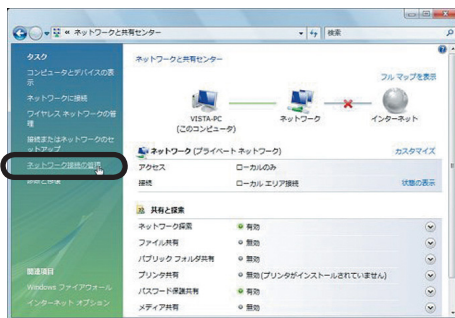 « ネットワークと共有センター
検索
タスク
コンピュータとデバイスの表
示
ネットワークに接続
ワイヤレス ネットワークの管
理
接続またはネットワークのセ
ットアップ
ネットワーク接続の管理
診断と修復
関連項目
Windows ファイアウォール
インターネット オプション
ネットワークと共有センター
フル マップを表示
VISTA-PC
(このコンピュータ)
ネットワーク
インターネット
ネットワーク (プライベート ネットワーク)
カスタマイズ
アクセス ローカルのみ
接続 ローカル エリア接続 状態の表示
共有と探索
ネットワーク探索 有効
ファイル共有 無効
パブリック フォルダ共有 無効
プリンタ共有 無効(プリンタがインストールされていません)
パスワード保護共有 有効
メディア共有 無効